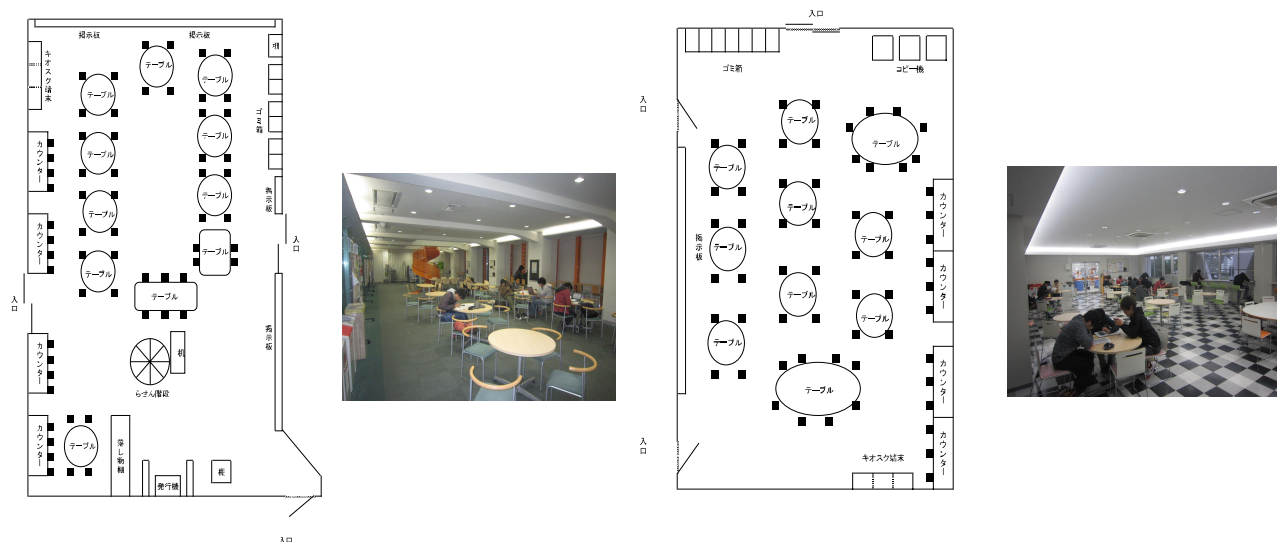 掲示板
掲示板
棚
キオスク端末
テーブル
テーブル
テーブル
ゴミ箱
テーブル
カウンター
テーブル
テーブル
掲示板
テーブル
カウンター
入口
テーブル
テーブル
入口
テーブル
掲示板
カウンター
机
らせん階段
カウンター
テーブル
落し物棚
発行機
棚
入口
入口
ゴミ箱
コピー機
入口
テーブル
テーブル
テーブル
カウンター
テーブル
掲示板
テーブル
テーブル
カウンター
テーブル
テーブル
テーブル
カウンター
テーブル
入口
カウンター
キオスク端末